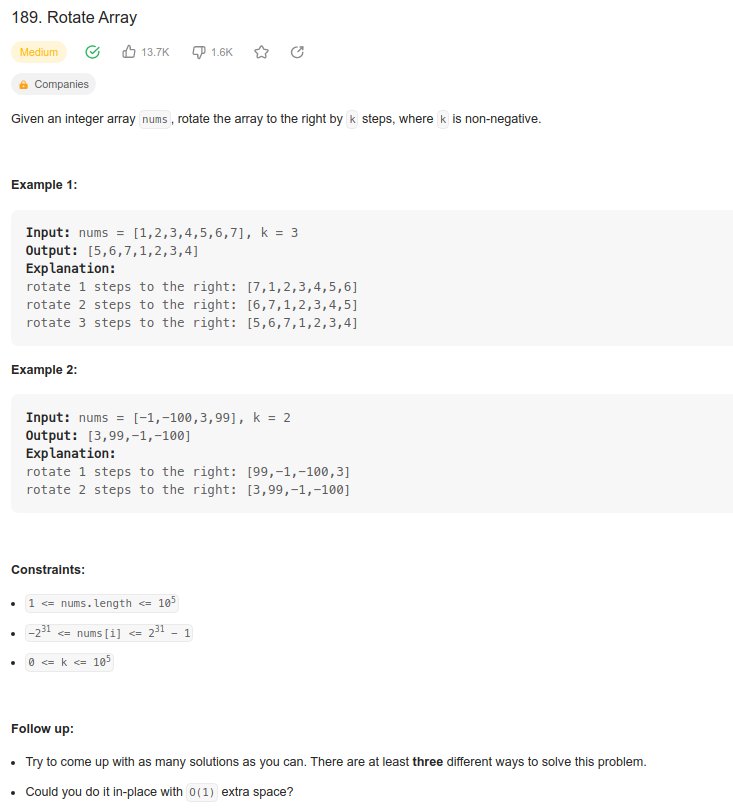 189. Rotate Array
Medium 13.7K 1.6K
Companies
Given an integer array nums, rotate the array to the right by k steps, where k is non-negative.
Example 1:
Input: nums = [1,2,3,4,5,6,7], k = 3
Output: [5,6,7,1,2,3,4]
Explanation:
rotate 1 steps to the right: [7,1,2,3,4,5,6]
rotate 2 steps to the right: [6,7,1,2,3,4,5]
rotate 3 steps to the right: [5,6,7,1,2,3,4]
Example 2:
Input: nums = [-1,-100,3,99], k = 2
Output: [3,99,-1,-100]
Explanation:
rotate 1 steps to the right: [99,-1,-100,3]
rotate 2 steps to the right: [3,99,-1,-100]
Constraints:
• 1 <= nums.length <= 10⁵
• -2³¹ <= nums[i] <= 2³¹ - 1
• 0 <= k <= 10⁵
Follow up:
• Try to come up with as many solutions as you can. There are at least three different ways to solve this problem.
• Could you do it in-place with O(1) extra space?